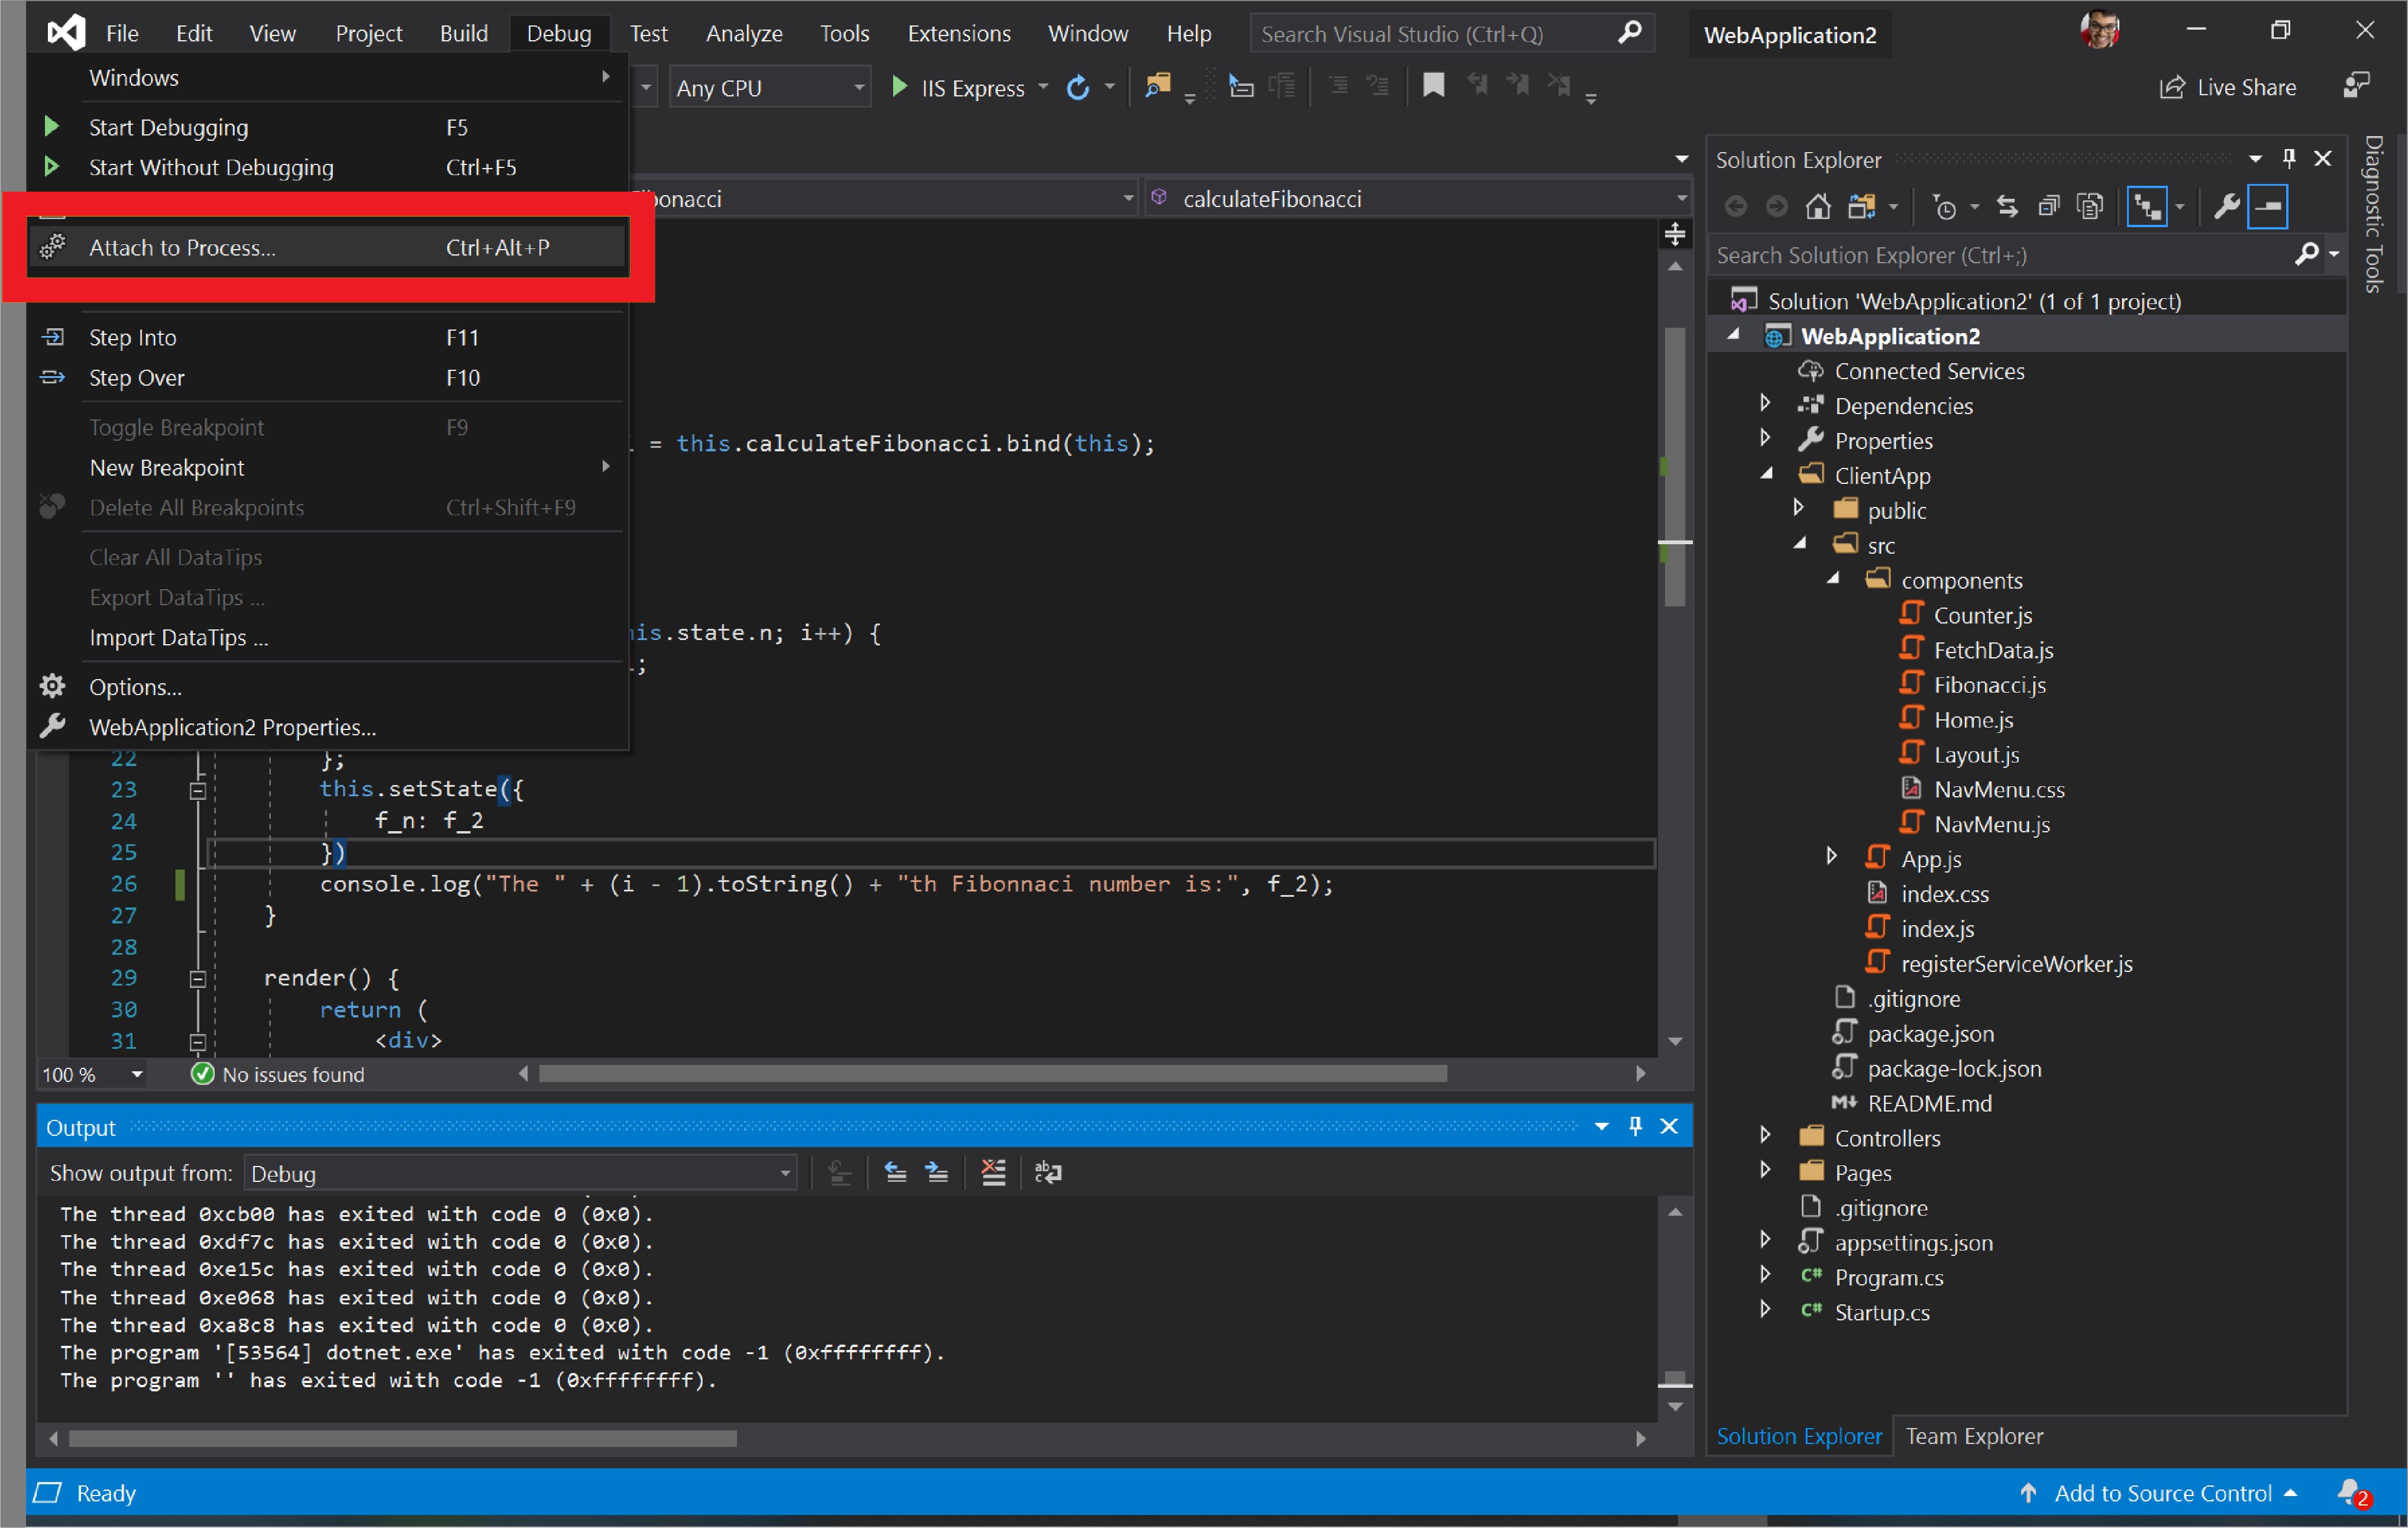 File Edit View Project Build Debug Test Analyze Tools Extensions Window Help Search Visual Studio (Ctrl+Q) WebApplication2
Any CPU IIS Express Live Share
Windows
Start Debugging F5
Start Without Debugging Ctrl+F5
Attach to Process... Ctrl+Alt+P
Step Into F11
Step Over F10
Toggle Breakpoint F9
New Breakpoint
Delete All Breakpoints Ctrl+Shift+F9
Clear All DataTips
Export DataTips ...
Import DataTips ...
Options...
WebApplication2 Properties...
bonacci calculateFibonacci
= this.calculateFibonacci.bind(this);
his.state.n; i++) {
;
22 };
23 this.setState({
24 f_n: f_2
25 })
26 console.log("The " + (i - 1).toString() + "th Fibonnaci number is:", f_2);
27 }
28
29 render() {
30 return (
31 <div>
100 % No issues found
Output
Show output from: Debug
The thread 0xcb00 has exited with code 0 (0x0).
The thread 0xdf7c has exited with code 0 (0x0).
The thread 0xe15c has exited with code 0 (0x0).
The thread 0xe068 has exited with code 0 (0x0).
The thread 0xa8c8 has exited with code 0 (0x0).
The program '[53564] dotnet.exe' has exited with code -1 (0xffffffff).
The program '' has exited with code -1 (0xffffffff).
Solution Explorer
Search Solution Explorer (Ctrl+;)
Solution 'WebApplication2' (1 of 1 project)
WebApplication2
Connected Services
Dependencies
Properties
ClientApp
public
src
components
Counter.js
FetchData.js
Fibonacci.js
Home.js
Layout.js
NavMenu.css
NavMenu.js
App.js
index.css
index.js
registerServiceWorker.js
.gitignore
package.json
package-lock.json
README.md
Controllers
Pages
.gitignore
appsettings.json
C# Program.cs
C# Startup.cs
Solution Explorer Team Explorer
Diagnostic Tools
Ready Add to Source Control 2